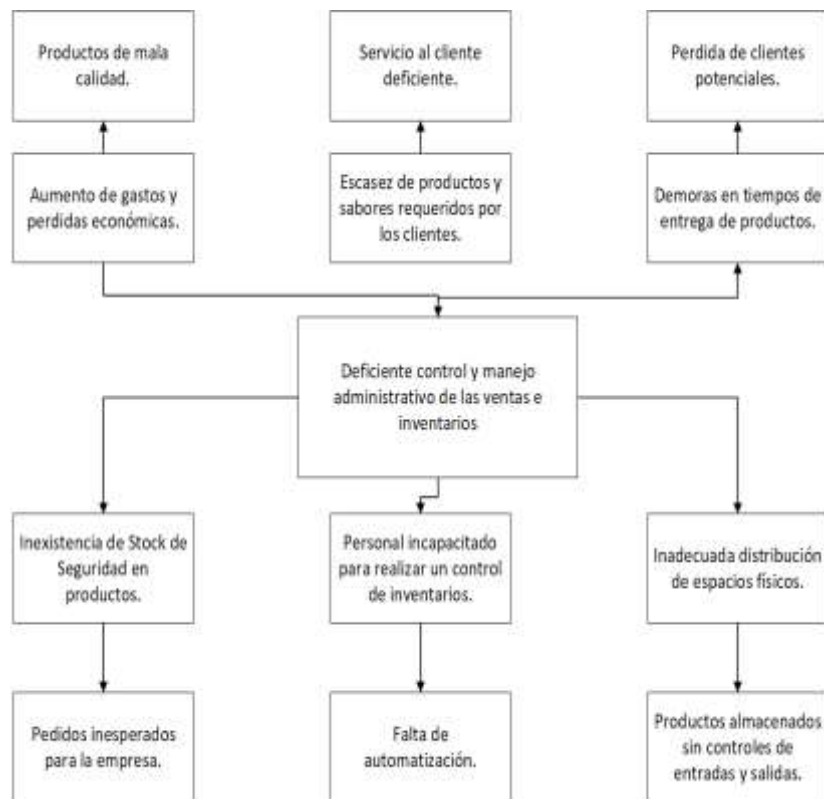 Productos de mala
calidad.
Servicio al cliente
deficiente.
Perdida de clientes
potenciales.
Aumento de gastos y
perdidas económicas.
Escasez de productos y
sabores requeridos por
los clientes.
Demoras en tiempos de
entrega de productos.
Deficiente control y manejo
administrativo de las ventas e
inventarios
Inexistencia de Stock de
Seguridad en
productos.
Personal incapacitado
para realizar un control
de inventarios.
Inadecuada distribución
de espacios físicos.
Pedidos inesperados
para la empresa.
Falta de
automatización.
Productos almacenados
sin controles de
entradas y salidas.